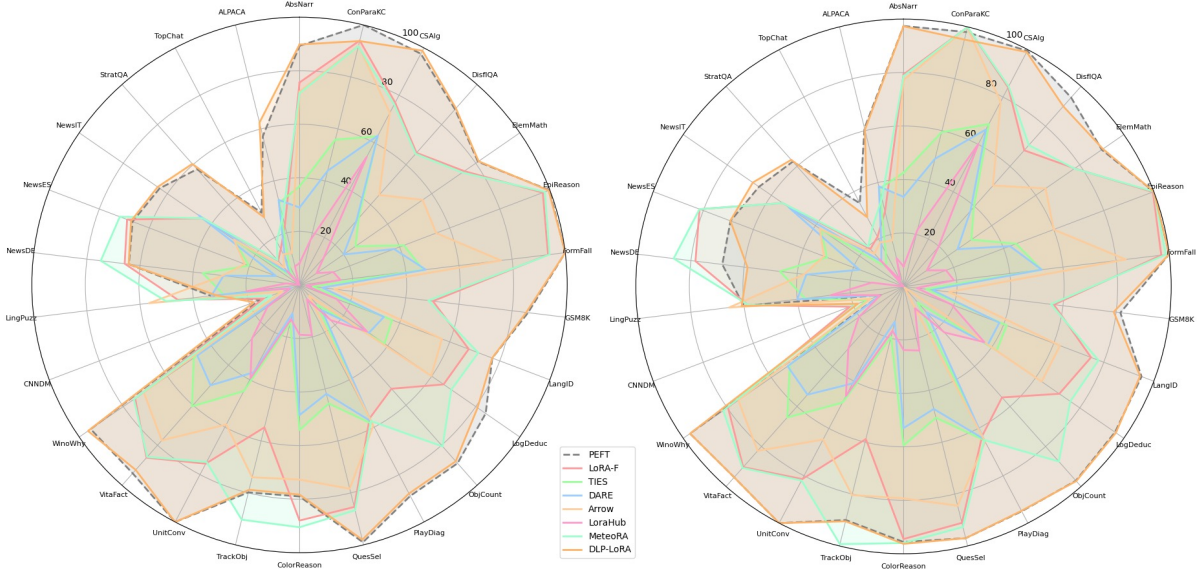 AbsNarr
ConParaKC
CSAlg
DisflQA
ElemMath
EpiReason
FormFall
GSM8K
LangID
LogDeduc
ObjCount
PlayDiag
QuesSel
ColorReason
TrackObj
UnitConv
VitaFact
WinoWhy
CNNDM
LingPuzz
NewsDE
NewsES
NewsIT
StratQA
TopChat
ALPACA
20
40
60
80
100
PEFT
LoRA-F
TIES
DARE
Arrow
LoraHub
MeteoRA
DLP-LoRA
AbsNarr
ConParaKC
CSAlg
DisflQA
ElemMath
EpiReason
FormFall
GSM8K
LangID
LogDeduc
ObjCount
PlayDiag
QuesSel
ColorReason
TrackObj
UnitConv
VitaFact
WinoWhy
CNNDM
LingPuzz
NewsDE
NewsES
NewsIT
StratQA
TopChat
ALPACA
20
40
60
80
100